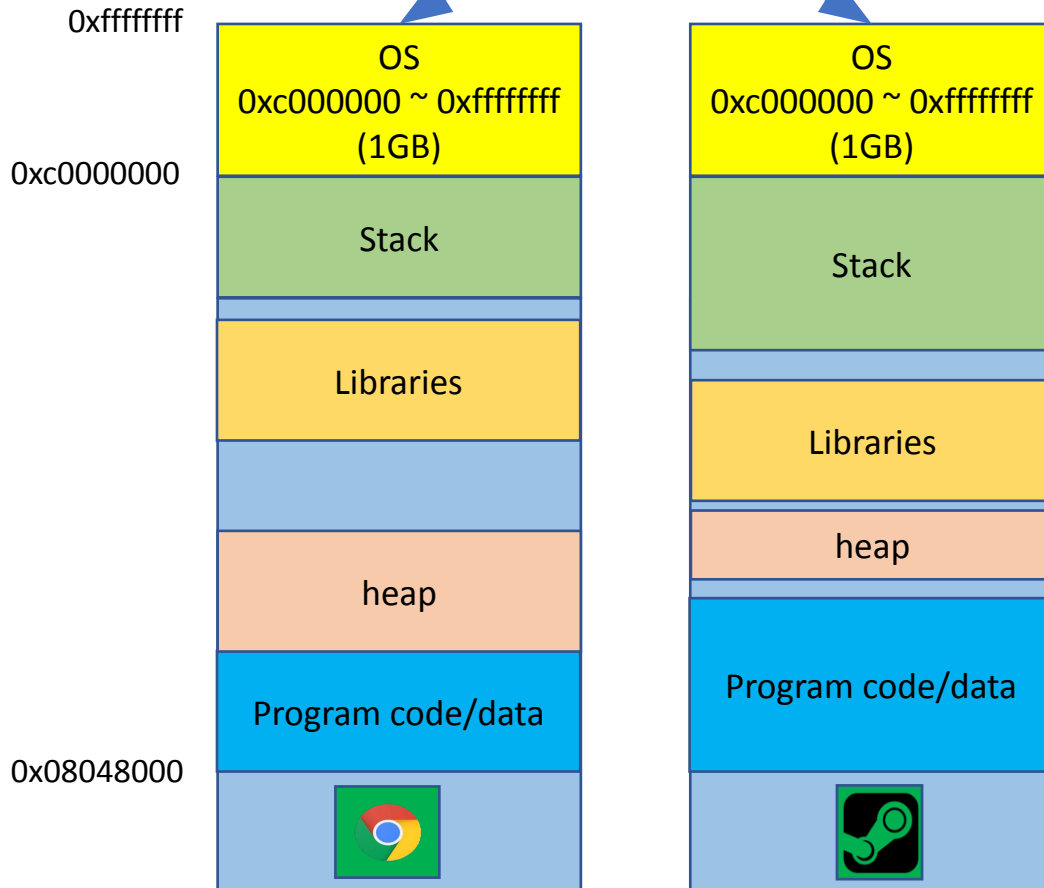 0xffffffff
OS
0xc000000 ~ 0xffffffff
(1GB)
0xc0000000
Stack
Libraries
heap
Program code/data
0x08048000
OS
0xc000000 ~ 0xffffffff
(1GB)
Stack
Libraries
heap
Program code/data